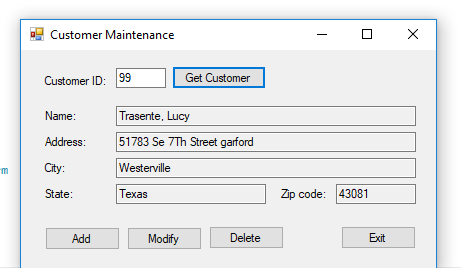 Customer Maintenance
Customer ID: 99 Get Customer
Name: Trasente, Lucy
Address: 51783 Se 7Th Street garford
City: Westerville
m
State: Texas Zip code: 43081
Add Modify Delete Exit